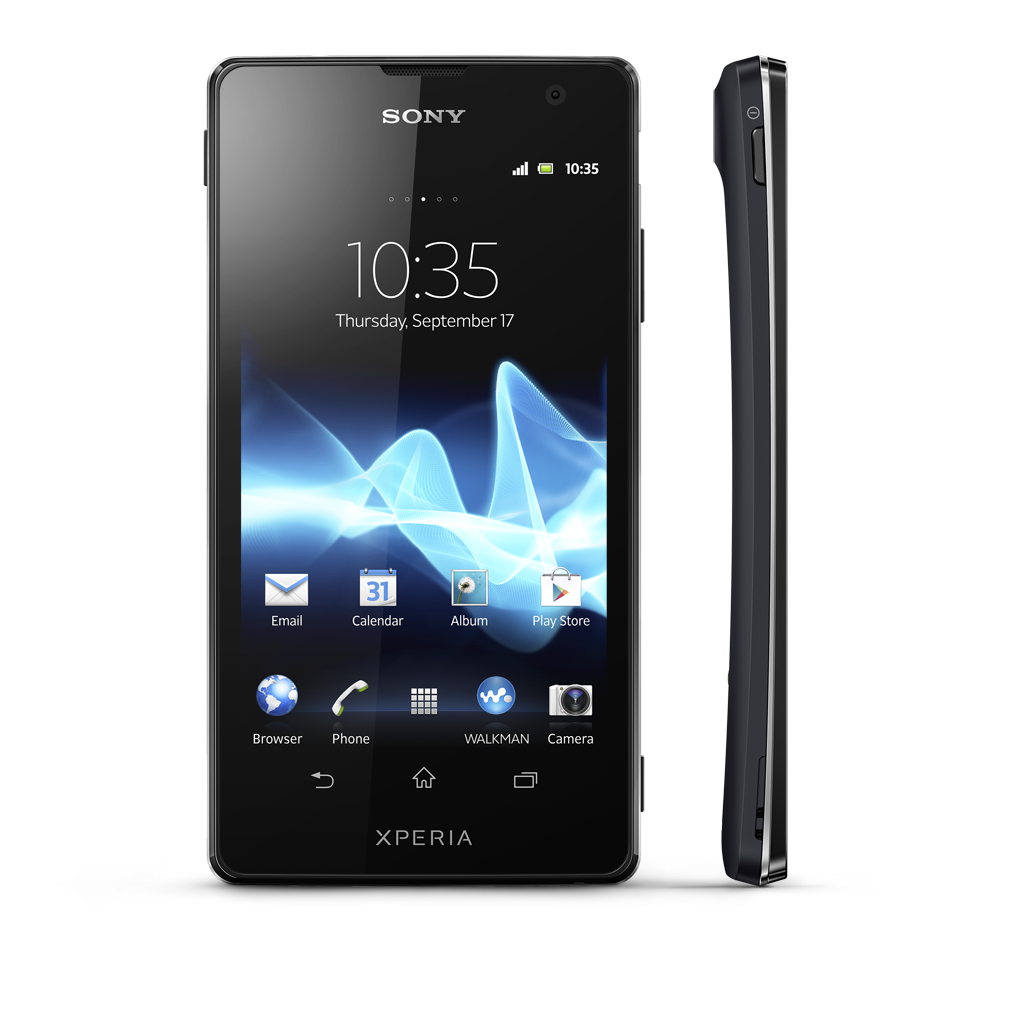 SONY
10:35
10:35
Thursday, September 17
31
Email Calendar Album Play Store
Browser Phone WALKMAN Camera
XPERIA